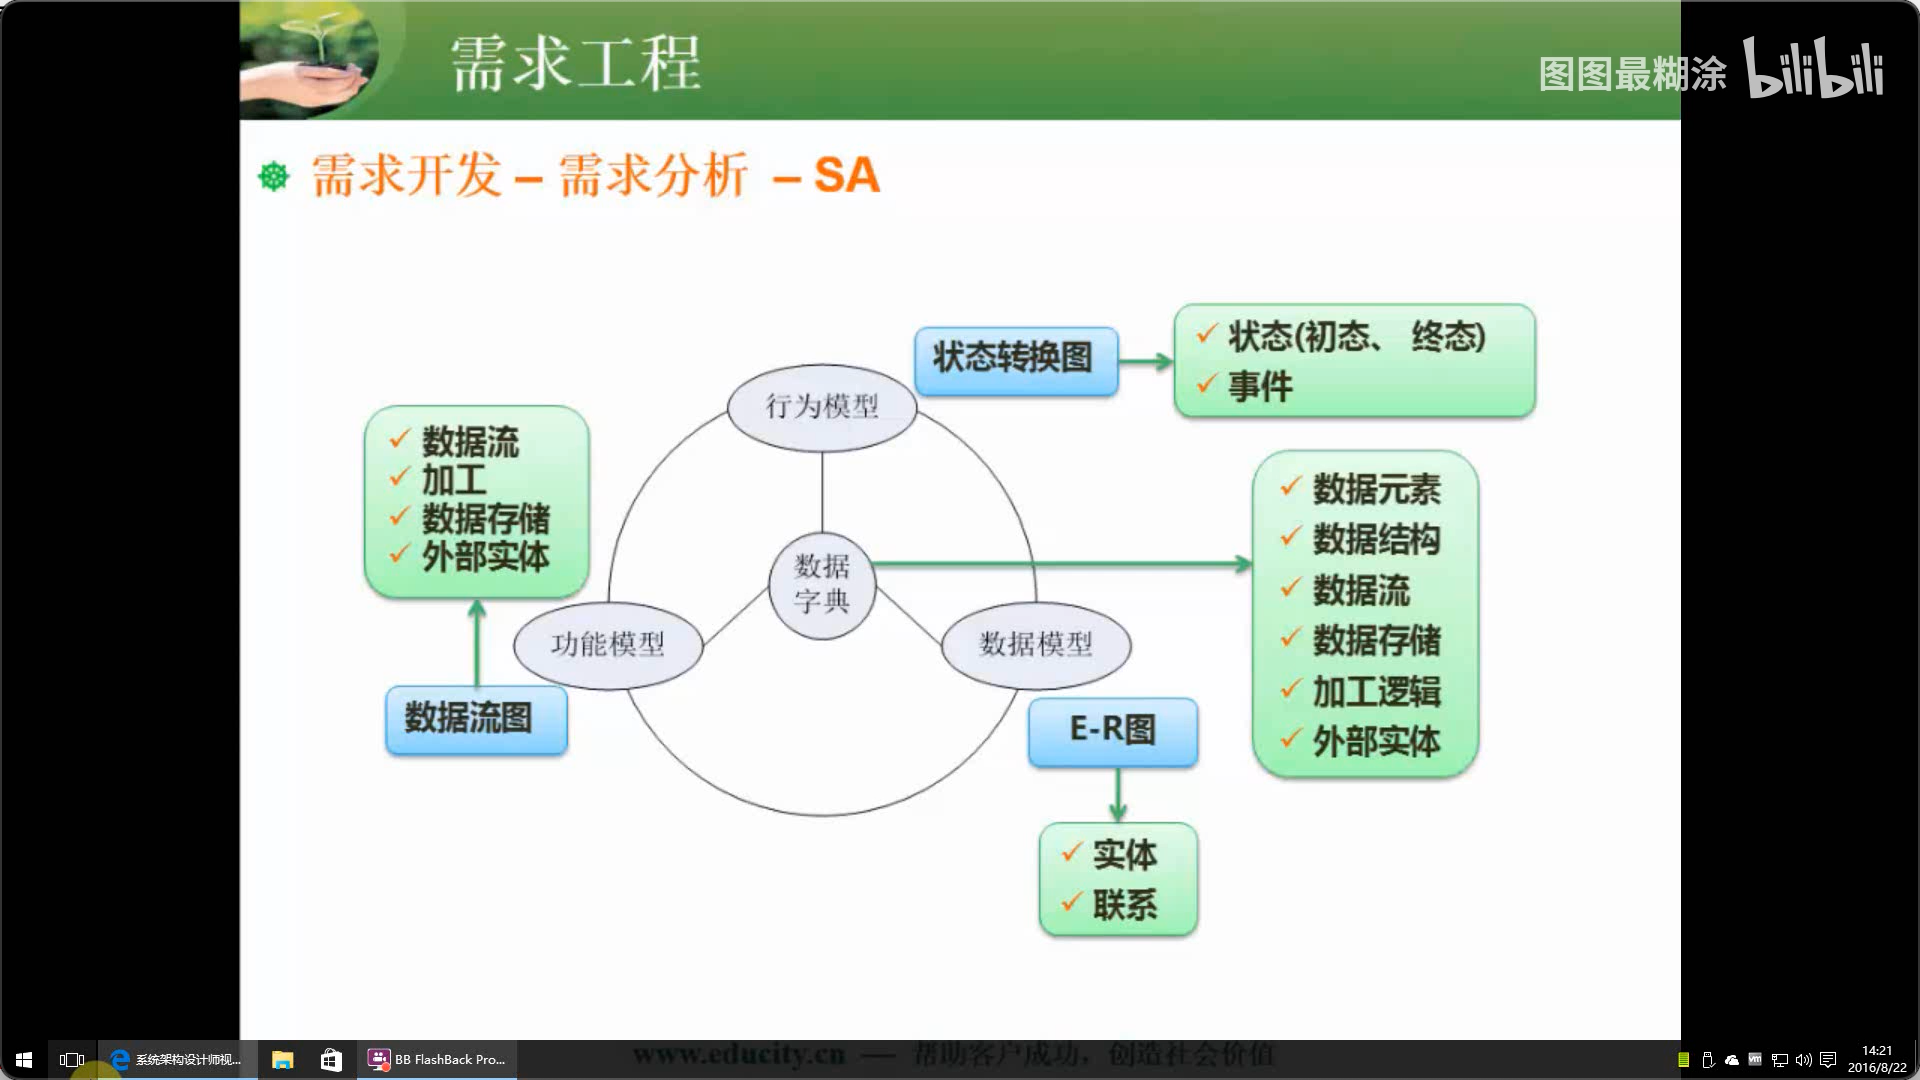 需求工程
图图最糊涂 bilibili
需求开发 – 需求分析 – SA
状态转换图
状态(初态、 终态)
事件
行为模型
数据流
加工
数据存储
外部实体
数据
字典
数据元素
数据结构
数据流
数据存储
加工逻辑
外部实体
功能模型
数据模型
数据流图
E-R图
实体
联系
www.educity.cn — 帮助客户成功，创造社会价值
系统架构设计师视...
BB FlashBack Pro...
14:21
2016/8/22